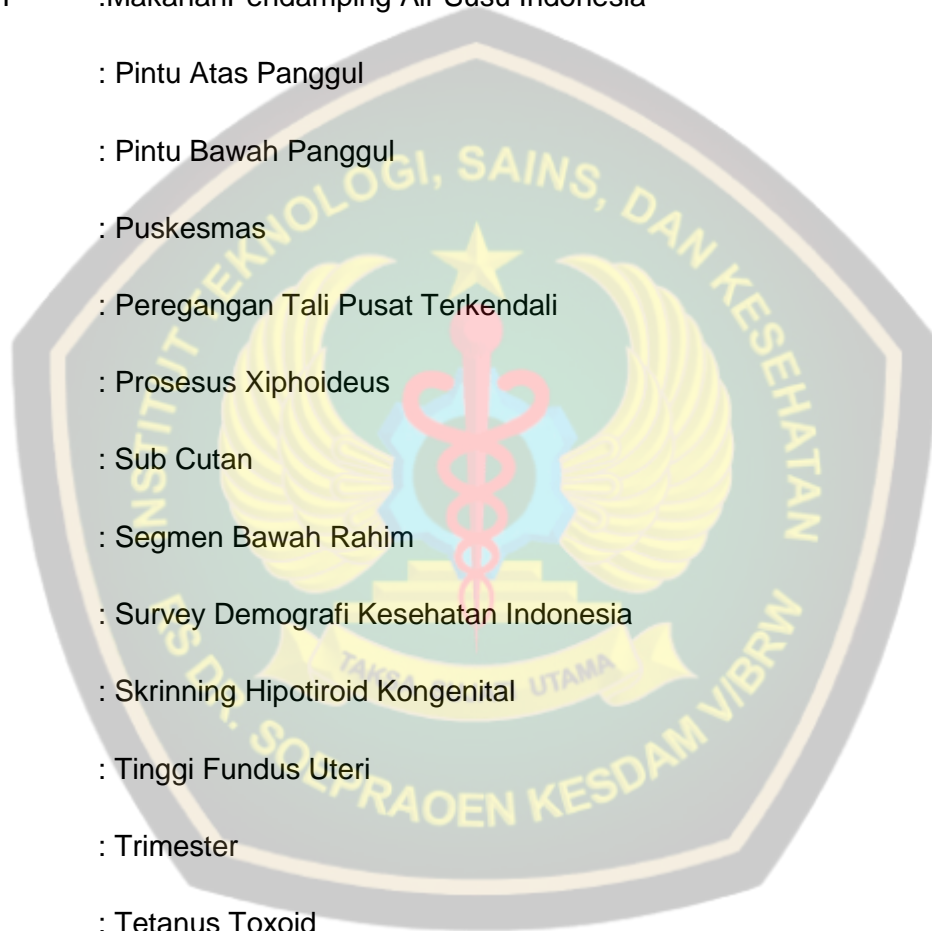 :MakananPendamping Air Susu Indonesia
: Pintu Atas Panggul
: Pintu Bawah Panggul
: Puskesmas
: Peregangan Tali Pusat Terkendali
: Prosesus Xiphoideus
: Sub Cutan
: Segmen Bawah Rahim
: Survey Demografi Kesehatan Indonesia
: Skrinning Hipotiroid Kongenital
: Tinggi Fundus Uteri
: Trimester
: Tetanus Toxoid
INSTITUT TEKNOLOGI, SAINS, DAN KESEHATAN
RS DR. SOEPRAOEN KESDAM V/BRW
UTAMA